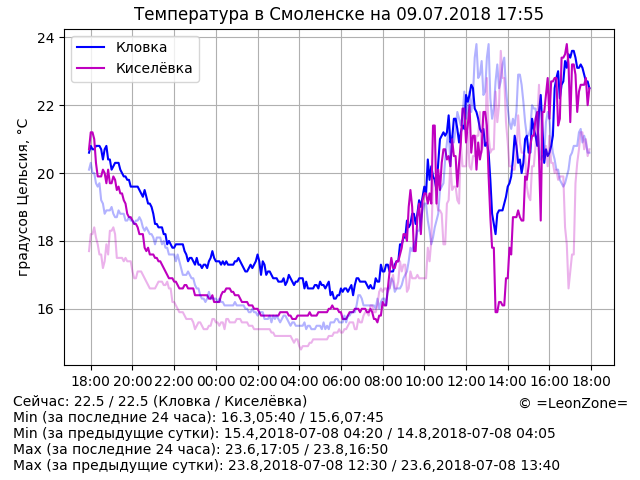 Температура в Смоленске на 09.07.2018 17:55
Кловка
Киселёвка
градусов Цельсия, °C
24
22
20
18
16
18:00 20:00 22:00 00:00 02:00 04:00 06:00 08:00 10:00 12:00 14:00 16:00 18:00
Сейчас: 22.5 / 22.5 (Кловка / Киселёвка)
© =LeonZone=
Min (за последние 24 часа): 16.3,05:40 / 15.6,07:45
Min (за предыдущие сутки): 15.4,2018-07-08 04:20 / 14.8,2018-07-08 04:05
Max (за последние 24 часа): 23.6,17:05 / 23.8,16:50
Max (за предыдущие сутки): 23.8,2018-07-08 12:30 / 23.6,2018-07-08 13:40